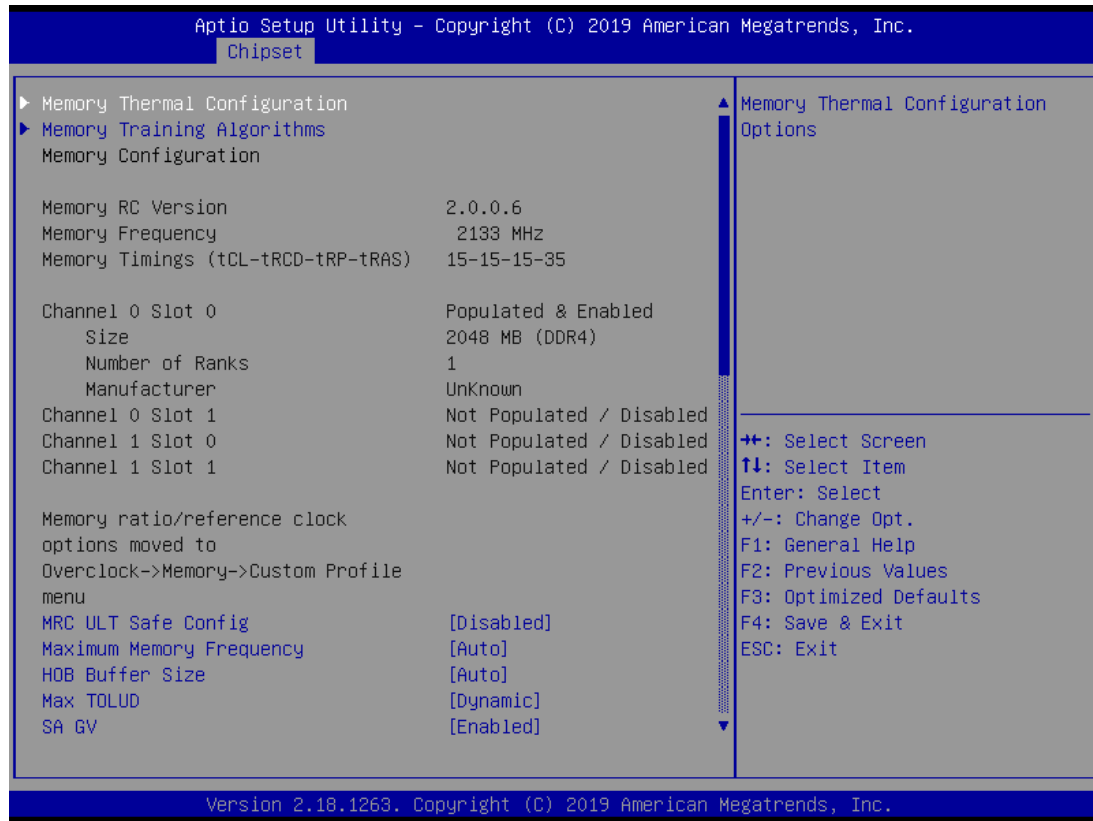 Aptio Setup Utility – Copyright (C) 2019 American Megatrends, Inc.
Chipset
Memory Thermal Configuration
Memory Training Algorithms
Memory Configuration
Memory RC Version 2.0.0.6
Memory Frequency 2133 MHz
Memory Timings (tCL-tRCD-tRP-tRAS) 15-15-15-35
Channel 0 Slot 0 Populated & Enabled
Size 2048 MB (DDR4)
Number of Ranks 1
Manufacturer UnKnown
Channel 0 Slot 1 Not Populated / Disabled
Channel 1 Slot 0 Not Populated / Disabled
Channel 1 Slot 1 Not Populated / Disabled
Memory ratio/reference clock
options moved to
Overclock->Memory->Custom Profile
menu
MRC ULT Safe Config [Disabled]
Maximum Memory Frequency [Auto]
HOB Buffer Size [Auto]
Max TOLUD [Dynamic]
SA GV [Enabled]
Memory Thermal Configuration
Options
→←: Select Screen
↑↓: Select Item
Enter: Select
+/-: Change Opt.
F1: General Help
F2: Previous Values
F3: Optimized Defaults
F4: Save & Exit
ESC: Exit
Version 2.18.1263. Copyright (C) 2019 American Megatrends, Inc.